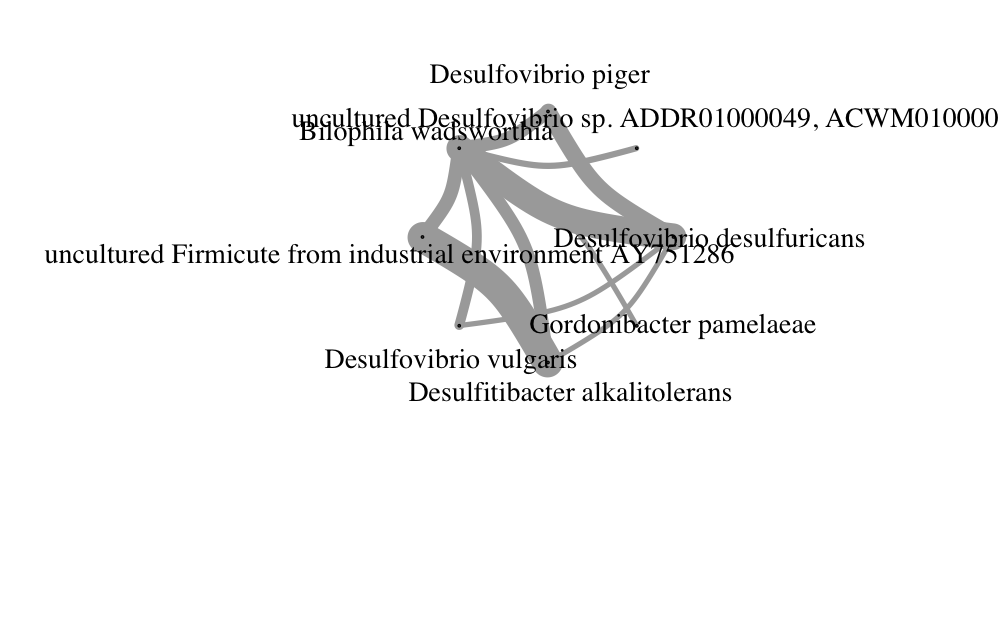 Desulfovibrio piger
uncultured Desulfovibrio sp. ADDR01000049, ACWM010000
Bilophila wadsworthia
Desulfovibrio desulfuricans
uncultured Firmicute from industrial environment AY751286
Gordonibacter pamelaeae
Desulfovibrio vulgaris
Desulfitibacter alkalitolerans